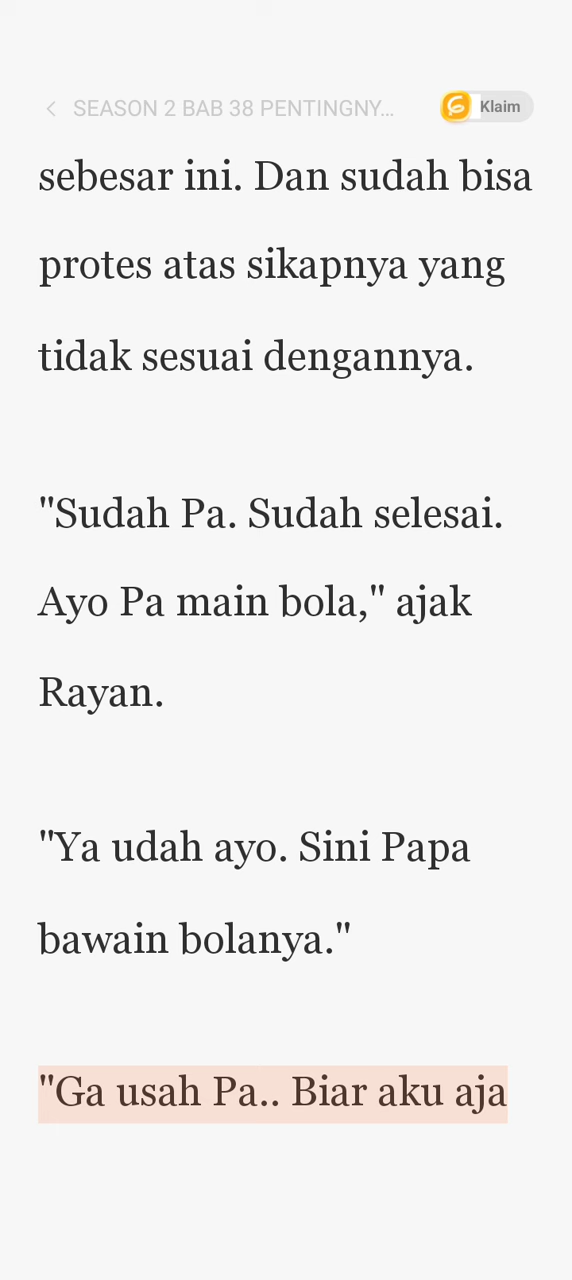 SEASON 2 BAB 38 PENTINGNY...
Klaim
sebesar ini. Dan sudah bisa
protes atas sikapnya yang
tidak sesuai dengannya.
"Sudah Pa. Sudah selesai.
Ayo Pa main bola," ajak
Rayan.
"Ya udah ayo. Sini Papa
bawain bolanya."
"Ga usah Pa.. Biar aku aja